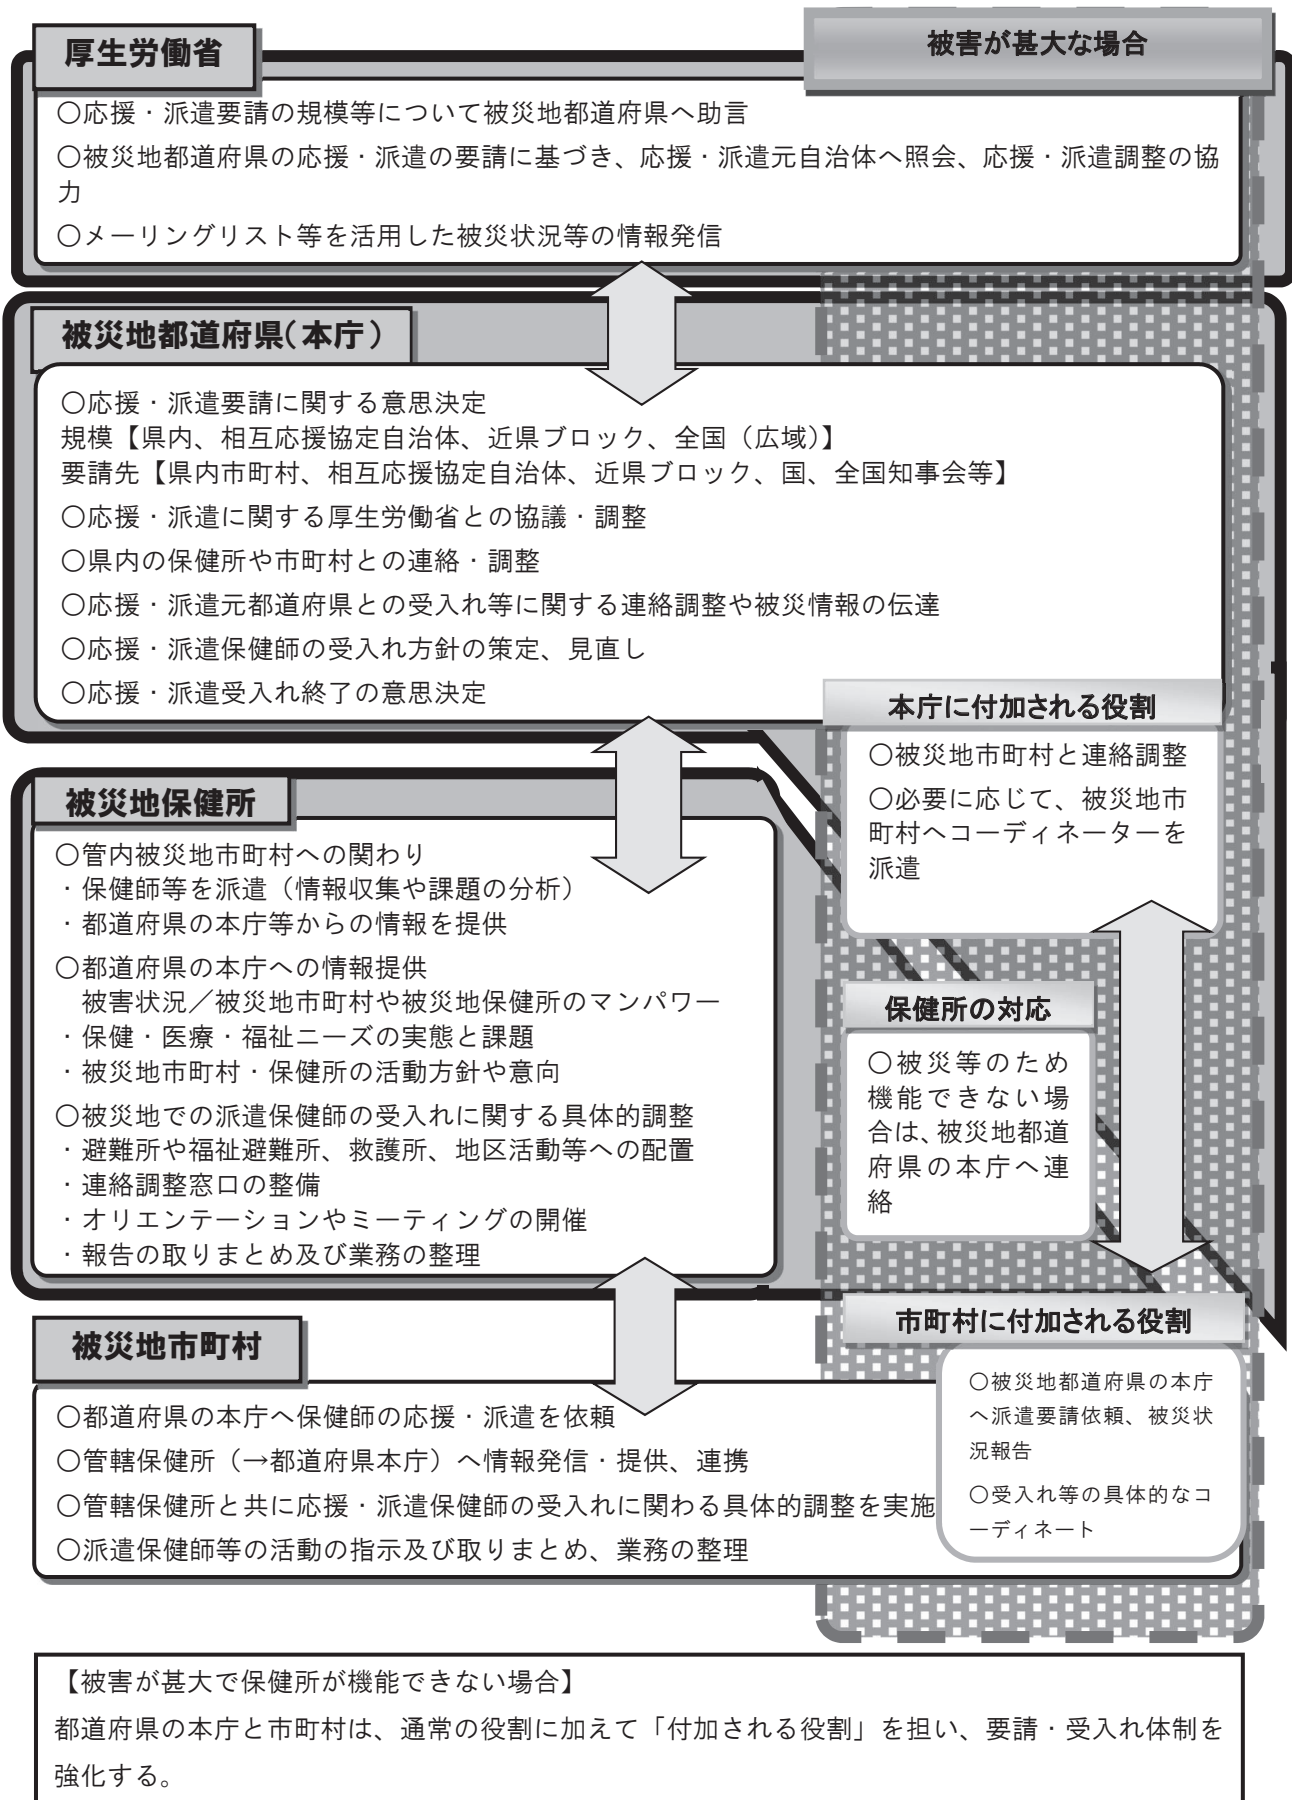 厚生労働省
被害が甚大な場合
〇応援・派遣要請の規模等について被災地都道府県へ助言
〇被災地都道府県の応援・派遣の要請に基づき、応援・派遣元自治体へ照会、応援・派遣調整の協
力
〇メーリングリスト等を活用した被災状況等の情報発信
被災地都道府県(本庁)
〇応援・派遣要請に関する意思決定
規模【県内、相互応援協定自治体、近県ブロック、全国（広域）】
要請先【県内市町村、相互応援協定自治体、近県ブロック、国、全国知事会等】
〇応援・派遣に関する厚生労働省との協議・調整
〇県内の保健所や市町村との連絡・調整
〇応援・派遣元都道府県との受入れ等に関する連絡調整や被災情報の伝達
〇応援・派遣保健師の受入れ方針の策定、見直し
〇応援・派遣受入れ終了の意思決定
本庁に付加される役割
〇被災地市町村と連絡調整
〇必要に応じて、被災地市
町村へコーディネーターを
派遣
被災地保健所
〇管内被災地市町村への関わり
・保健師等を派遣（情報収集や課題の分析）
・都道府県の本庁等からの情報を提供
〇都道府県の本庁への情報提供
被害状況／被災地市町村や被災地保健所のマンパワー
・保健・医療・福祉ニーズの実態と課題
・被災地市町村・保健所の活動方針や意向
〇被災地での派遣保健師の受入れに関する具体的調整
・避難所や福祉避難所、救護所、地区活動等への配置
・連絡調整窓口の整備
・オリエンテーションやミーティングの開催
・報告の取りまとめ及び業務の整理
保健所の対応
〇被災等のため
機能できない場
合は、被災地都道
府県の本庁へ連
絡
被災地市町村
〇都道府県の本庁へ保健師の応援・派遣を依頼
〇管轄保健所（→都道府県本庁）へ情報発信・提供、連携
〇管轄保健所と共に応援・派遣保健師の受入れに関わる具体的調整を実施
〇派遣保健師等の活動の指示及び取りまとめ、業務の整理
市町村に付加される役割
〇被災地都道府県の本庁
へ派遣要請依頼、被災状
況報告
〇受入れ等の具体的なコ
ーディネート
【被害が甚大で保健所が機能できない場合】
都道府県の本庁と市町村は、通常の役割に加えて「付加される役割」を担い、要請・受入れ体制を
強化する。